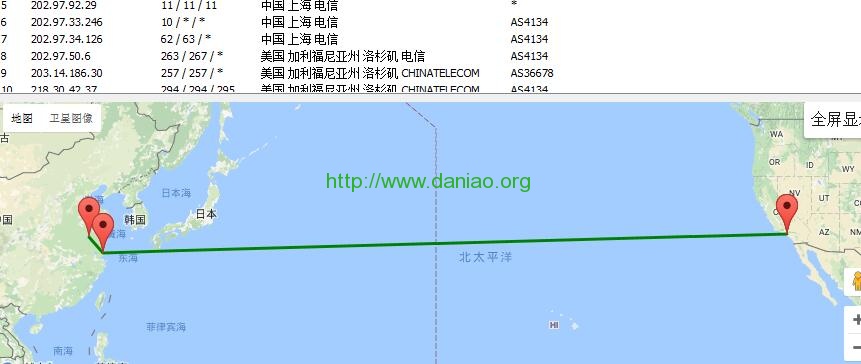 5 202.97.92.29 11 / 11 / 11 中国 上海 电信 *
6 202.97.33.246 10 / * / * 中国 上海 电信 AS4134
7 202.97.34.126 62 / 63 / * 中国 上海 电信 AS4134
8 202.97.50.6 263 / 267 / * 美国 加利福尼亚州 洛杉矶 电信 AS4134
9 203.14.186.30 257 / 257 / * 美国 加利福尼亚州 洛杉矶 CHINATELECOM AS36678
10 218.30.42.37 294 / 294 / 295 美国 加利福尼亚州 洛杉矶 CHINATELECOM AS4134
地图 卫星图像
全屏显示
古
WA
MT
OR
ID
WY
http://www.daniao.org
日本海
日本
NV
UT
CA
中国
韩国
黄海
AZ
NM
东海
北太平洋
HI
菲律宾海
南海